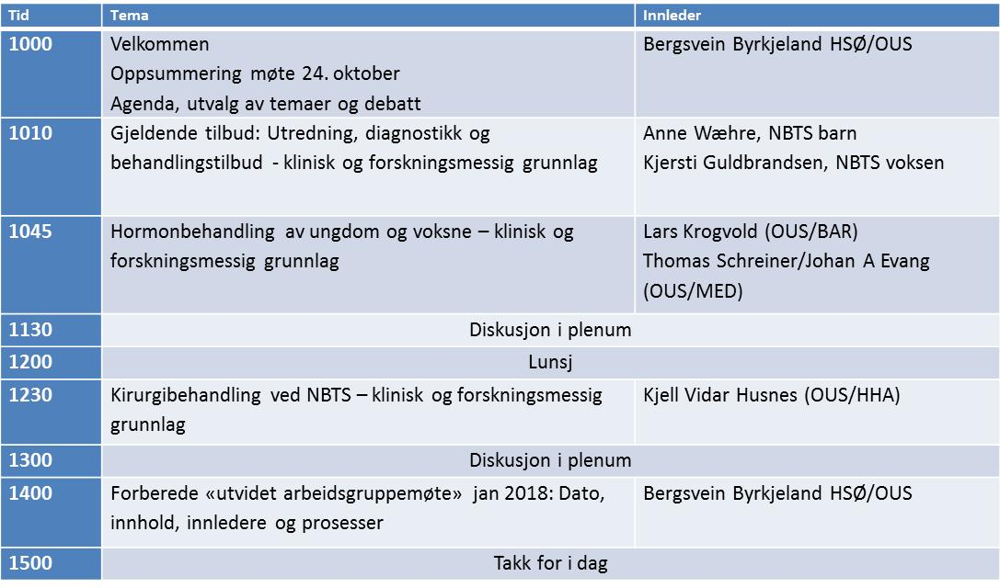 Tid Tema Innleder
1000 Velkommen Bergsvein Byrkjeland HSØ/OUS
Oppsummering møte 24. oktober
Agenda, utvalg av temaer og debatt
1010 Gjeldende tilbud: Utredning, diagnostikk og Anne Wæhre, NBTS barn
behandlingstilbud - klinisk og forskningsmessig grunnlag Kjersti Guldbrandsen, NBTS voksen
1045 Hormonbehandling av ungdom og voksne – klinisk og Lars Krogvold (OUS/BAR)
forskningsmessig grunnlag Thomas Schreiner/Johan A Evang
(OUS/MED)
1130 Diskusjon i plenum
1200 Lunsj
1230 Kirurgibehandling ved NBTS – klinisk og forskningsmessig Kjell Vidar Husnes (OUS/HHA)
grunnlag
1300 Diskusjon i plenum
1400 Forberede «utvidet arbeidsgruppemøte» jan 2018: Dato, Bergsvein Byrkjeland HSØ/OUS
innhold, innledere og prosesser
1500 Takk for i dag